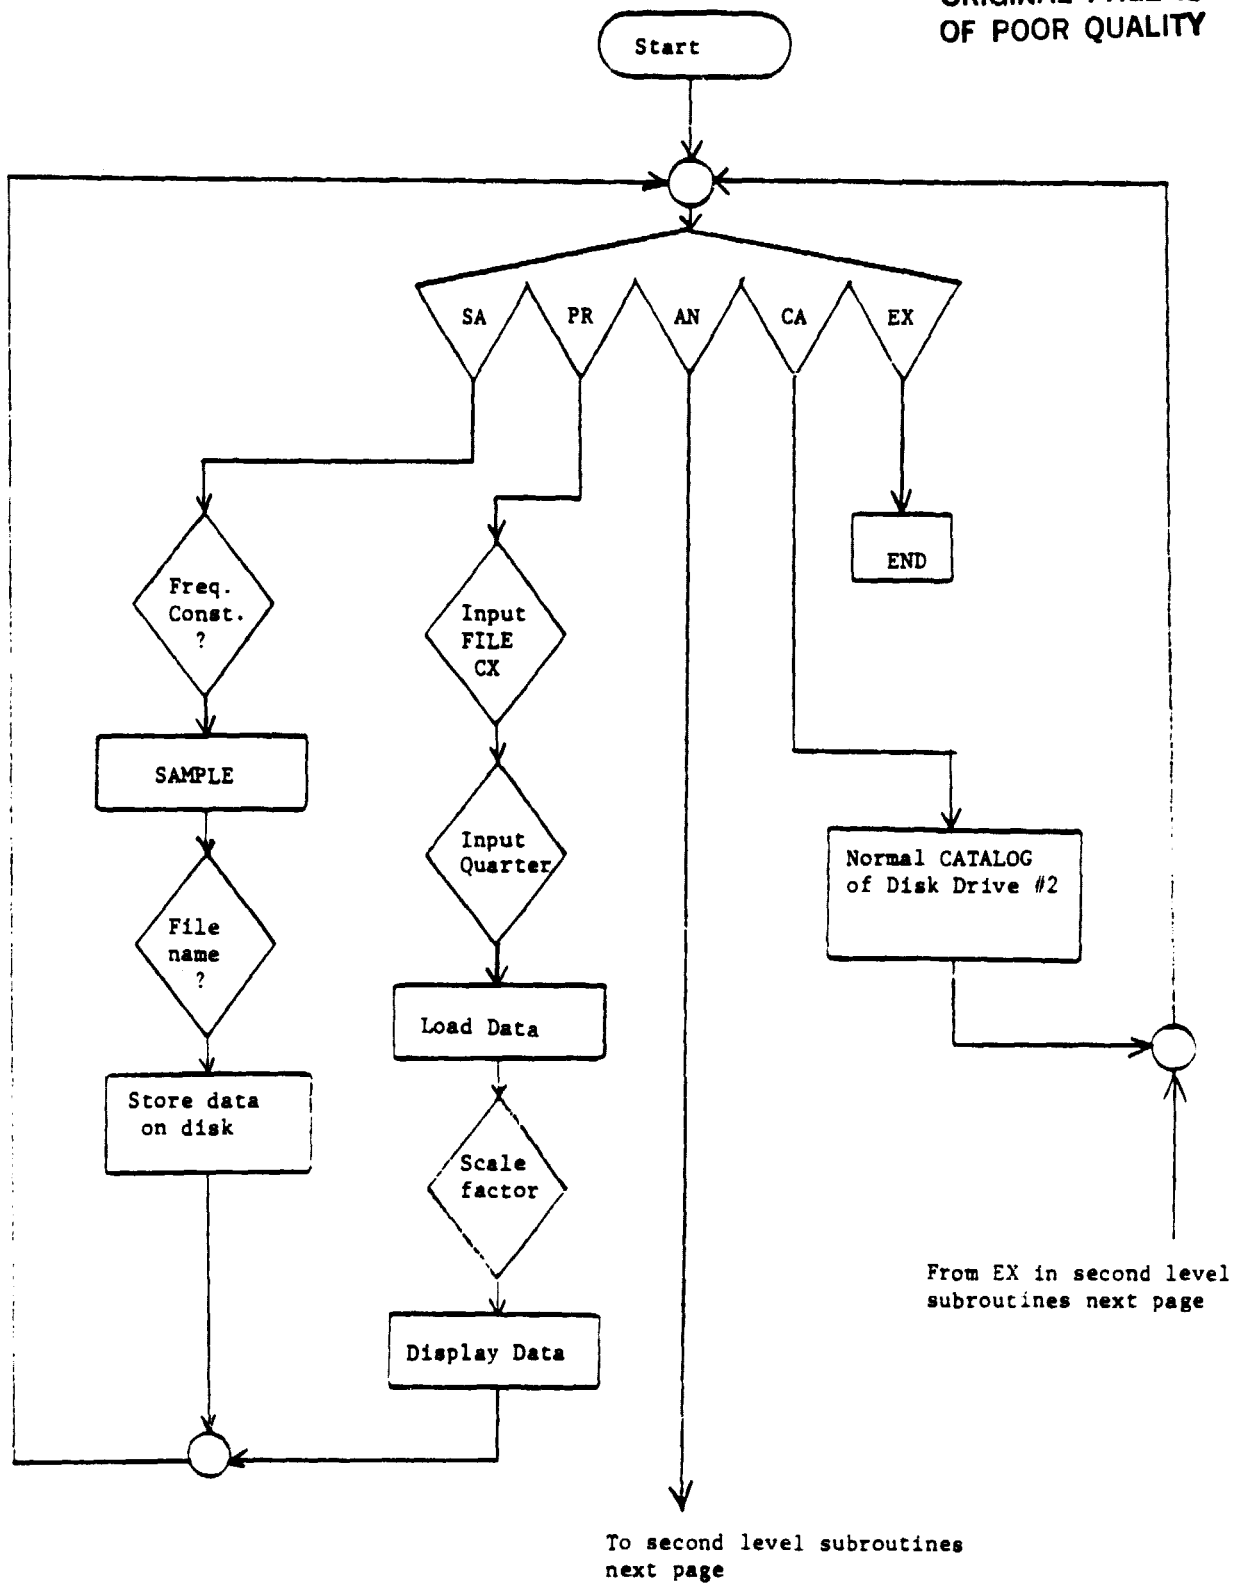 OF POOR QUALITY
Start
SA
PR
AN
CA
EX
Freq.
Const.
?
SAMPLE
File
name
?
Store data
on disk
Input
FILE
CX
Input
Quarter
Load Data
Scale
factor
Display Data
END
Normal CATALOG
of Disk Drive #2
From EX in second level
subroutines next page
To second level subroutines
next page